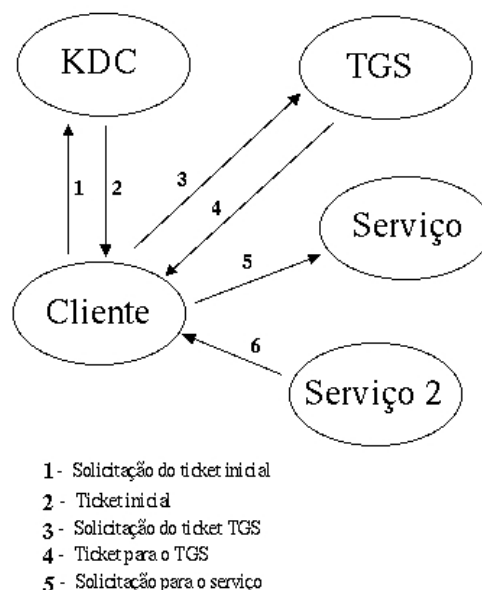 KDC
TGS
1
2
3
4
Serviço
5
Cliente
6
Serviço 2
1 - Solicitação do ticket inicial
2 - Ticket inicial
3 - Solicitação do ticket TGS
4 - Ticket para o TGS
5 - Solicitação para o serviço